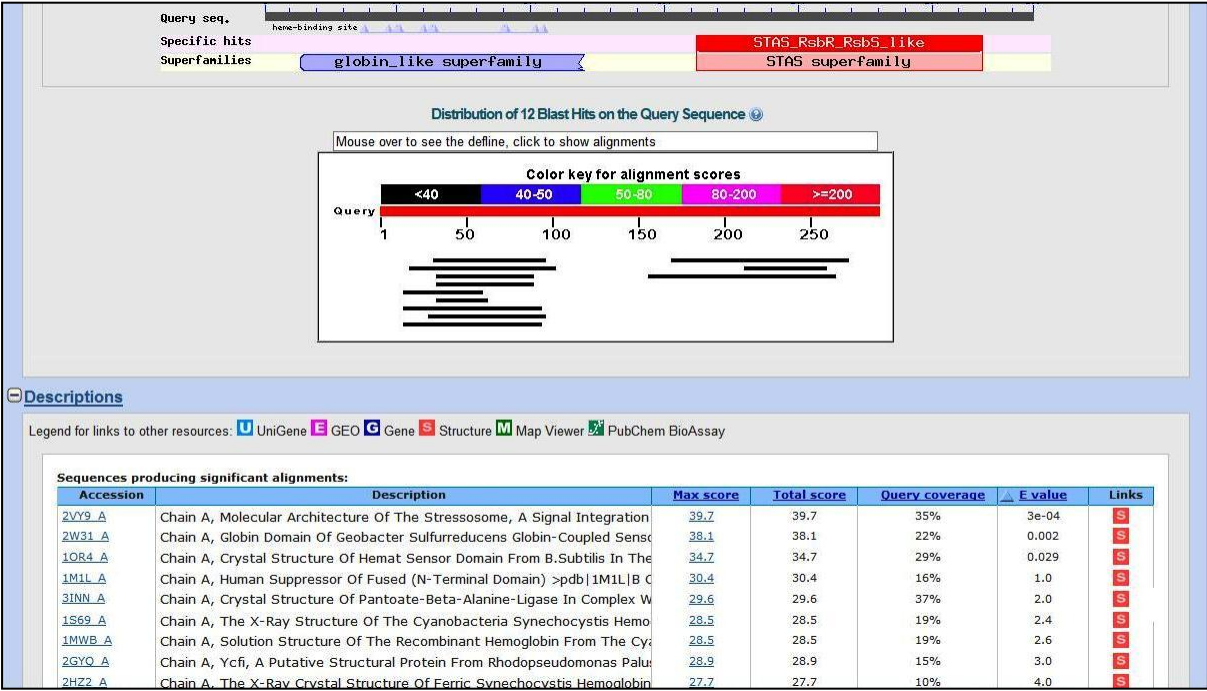 Query seq.
heme-binding site
Specific hits
STAS_RsbR_RsbS_like
Superfamilies
globin_like superfamily
STAS superfamily
Distribution of 12 Blast Hits on the Query Sequence
Mouse over to see the defline, click to show alignments
Color key for alignment scores
<40 40-50 50-80 80-200 >=200
Query
1 50 100 150 200 250
Descriptions
Legend for links to other resources: U UniGene E GEO G Gene S Structure M Map Viewer PubChem BioAssay
Sequences producing significant alignments:
Accession Description Max score Total score Query coverage E value Links
2VY9_A Chain A, Molecular Architecture Of The Stressosome, A Signal Integration 39.7 39.7 35% 3e-04 S
2W31_A Chain A, Globin Domain Of Geobacter Sulfurreducens Globin-Coupled Senso 38.1 38.1 22% 0.002 S
1OR4_A Chain A, Crystal Structure Of Hemat Sensor Domain From B.Subtilis In The 34.7 34.7 29% 0.029 S
1M1L_A Chain A, Human Suppressor Of Fused (N-Terminal Domain) >pdb|1M1L|B C 30.4 30.4 16% 1.0 S
3INN_A Chain A, Crystal Structure Of Pantoate-Beta-Alanine-Ligase In Complex W 29.6 29.6 37% 2.0 S
1S69_A Chain A, The X-Ray Structure Of The Cyanobacteria Synechocystis Hemo 28.5 28.5 19% 2.4 S
1MWB_A Chain A, Solution Structure Of The Recombinant Hemoglobin From The Cya 28.5 28.5 19% 2.6 S
2GYQ_A Chain A, Ycfi, A Putative Structural Protein From Rhodopseudomonas Palus 28.9 28.9 15% 3.0 S
2HZ2_A Chain A, The X-Ray Crystal Structure Of Ferric Synechocystis Hemoglobin 27.7 27.7 10% 4.0 S